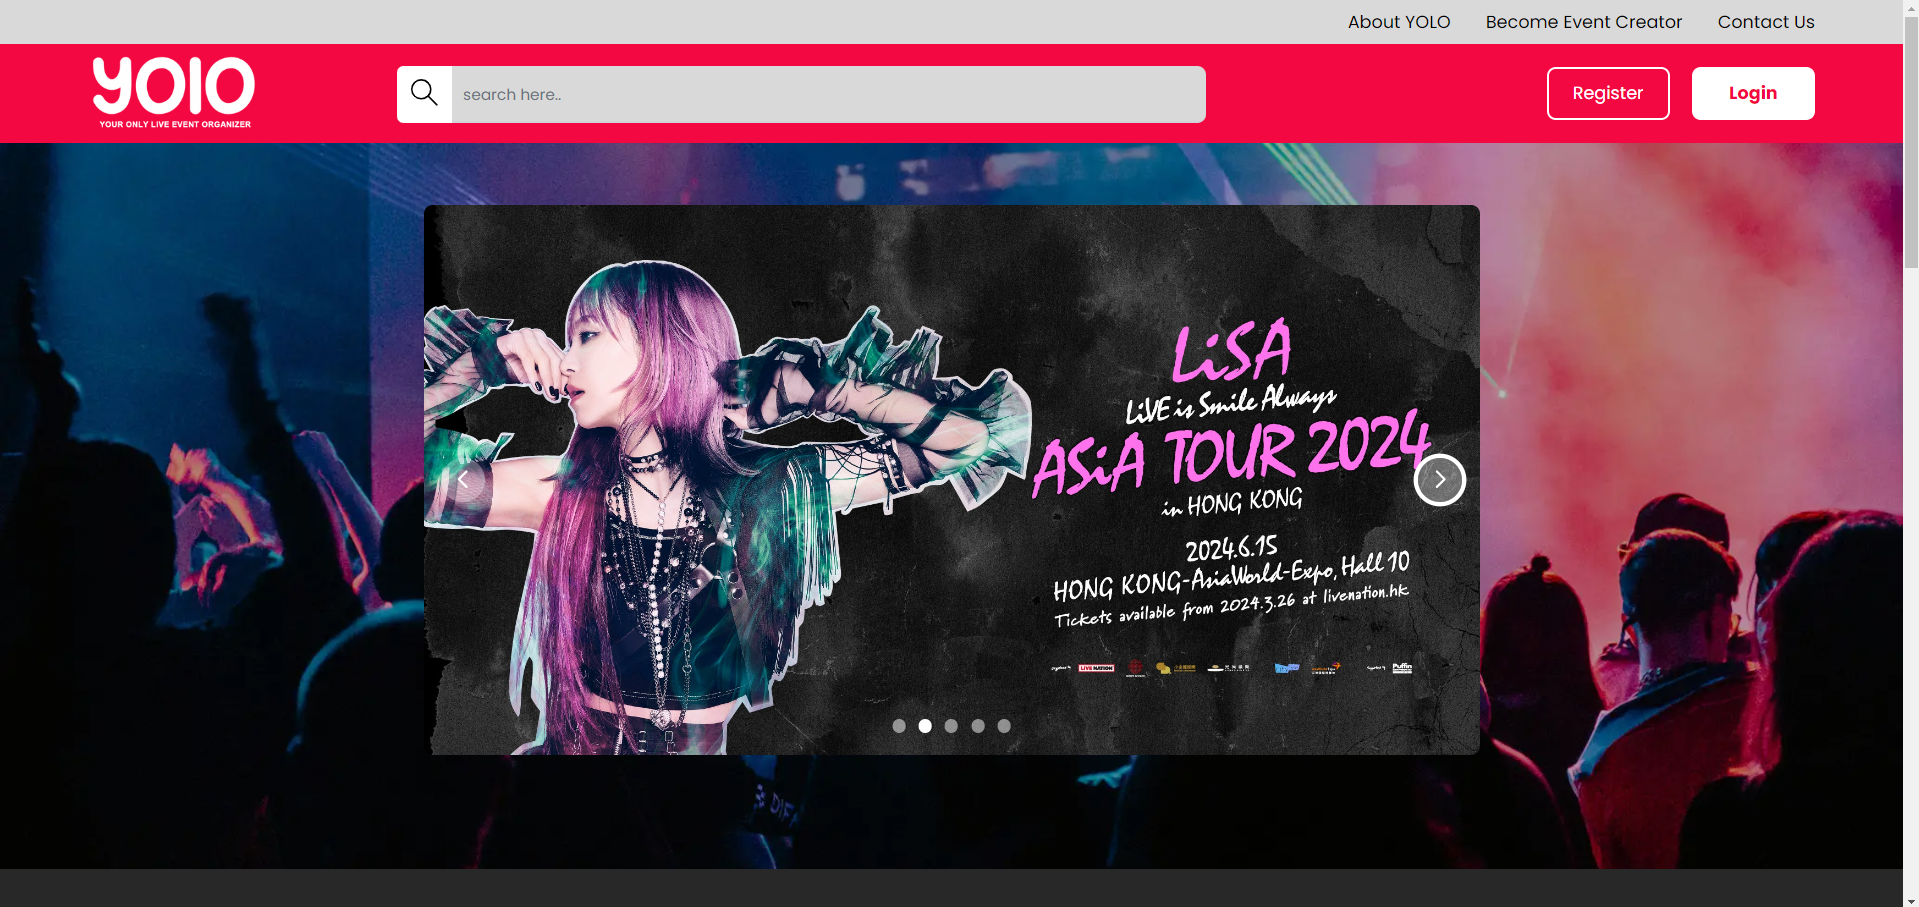 About YOLO
Become Event Creator
Contact Us
YOLO
YOUR ONLY LIVE EVENT ORGANIZER
search here..
Register
Login
LiSA
LiVE is Smile Always
ASiA TOUR 2024
in HONG KONG
2024.6.15
HONG KONG-AsiaWorld-Expo, Hall 10
Tickets available from 2024.3.26 at livenation.hk
LIVE NATION
Puffin